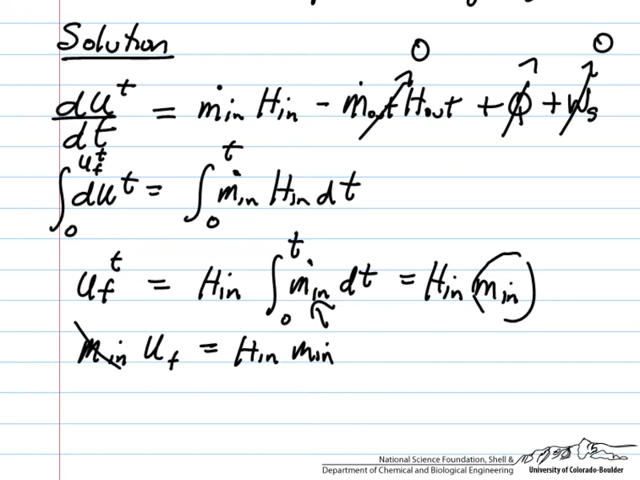 Solution
0 0
dU^t/dt = ṁin Hin − ṁout Hout + Q + Ws
∫₀^{Uf^t} dU^t = ∫₀^t ṁin Hin dt
Uf^t = Hin ∫₀^t ṁin dt = Hin (min)
min Uf = Hin min
National Science Foundation, Shell &
Department of Chemical and Biological Engineering
University of Colorado-Boulder